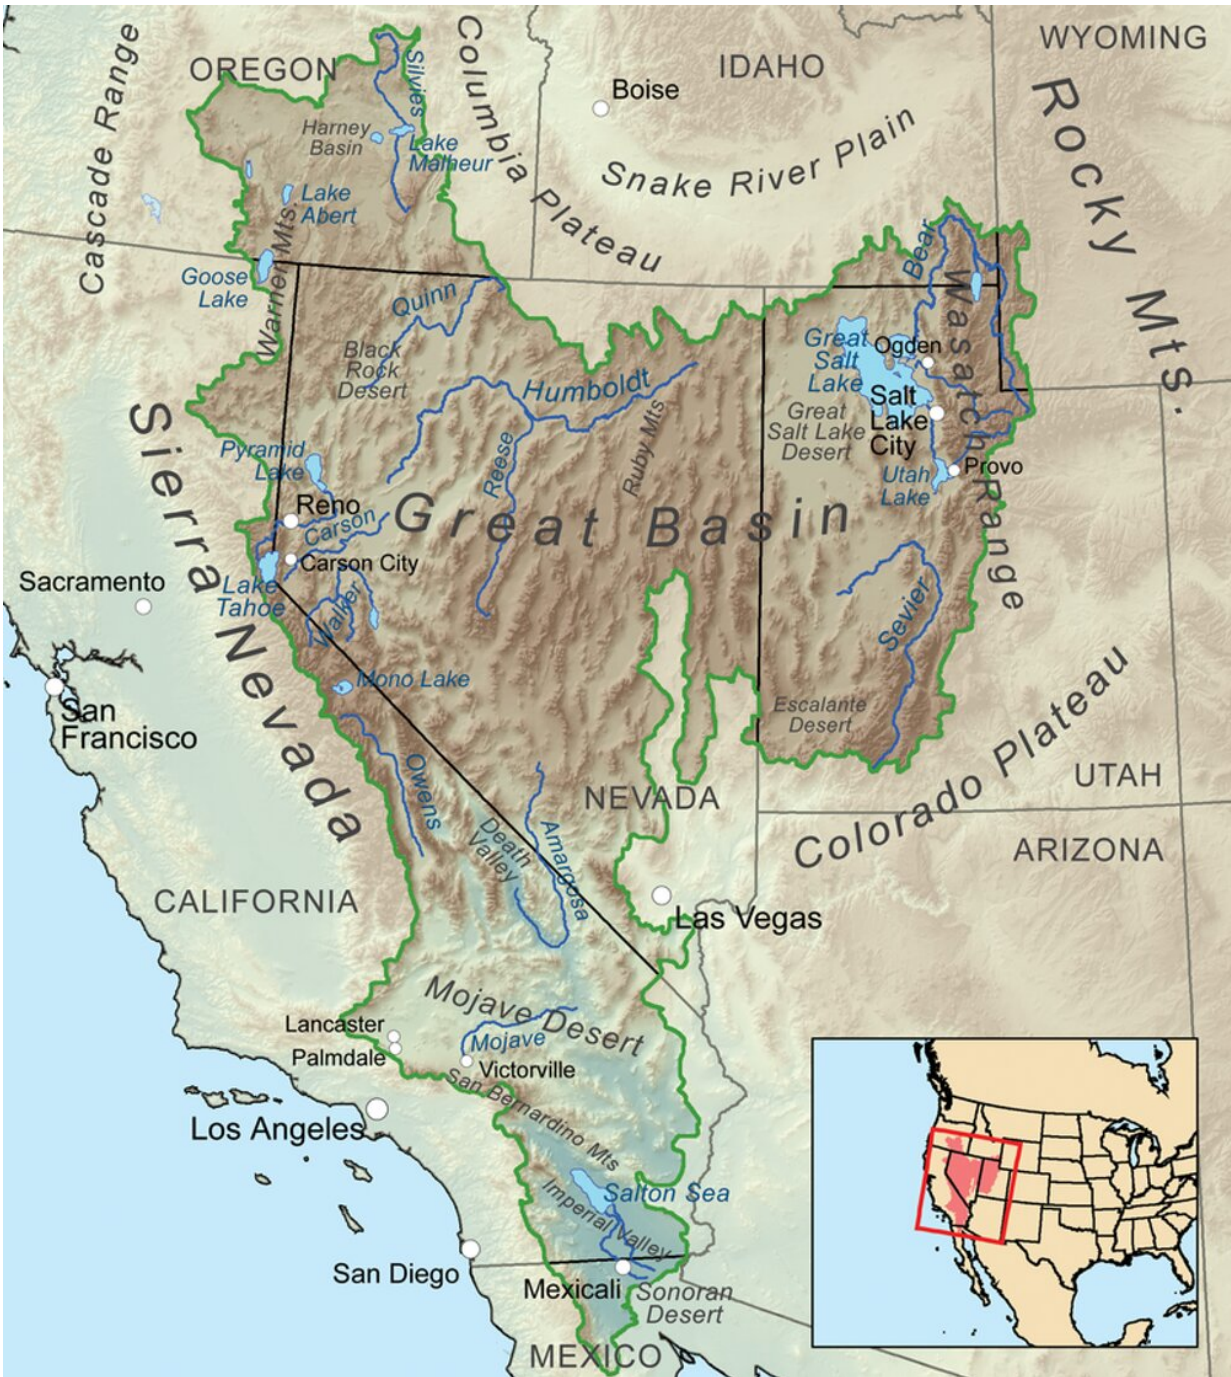 WYOMING
IDAHO
OREGON
Cascade Range
Columbia Plateau
Silvies
Boise
Snake River Plain
Rocky Mts.
Harney
Basin
Lake
Malheur
Lake
Abert
Goose
Lake
Warner Mts.
Quinn
Bear
Wasatch Range
Black
Rock
Desert
Humboldt
Great
Salt
Lake
Ogden
Salt
Lake
City
Great
Salt Lake
Desert
Utah
Lake
Provo
Ruby Mts
Reese
Pyramid
Lake
Reno
Carson
Carson City
Great Basin
Sierra Nevada
Sacramento
Lake
Tahoe
Walker
Sevier
Mono Lake
San
Francisco
Escalante
Desert
Colorado Plateau
UTAH
NEVADA
Owens
Death
Valley
Amargosa
ARIZONA
CALIFORNIA
Las Vegas
Mojave Desert
Lancaster
Palmdale
Mojave
Victorville
San Bernardino Mts
Los Angeles
Salton Sea
Imperial Valley
San Diego
Mexicali
Sonoran
Desert
MEXICO